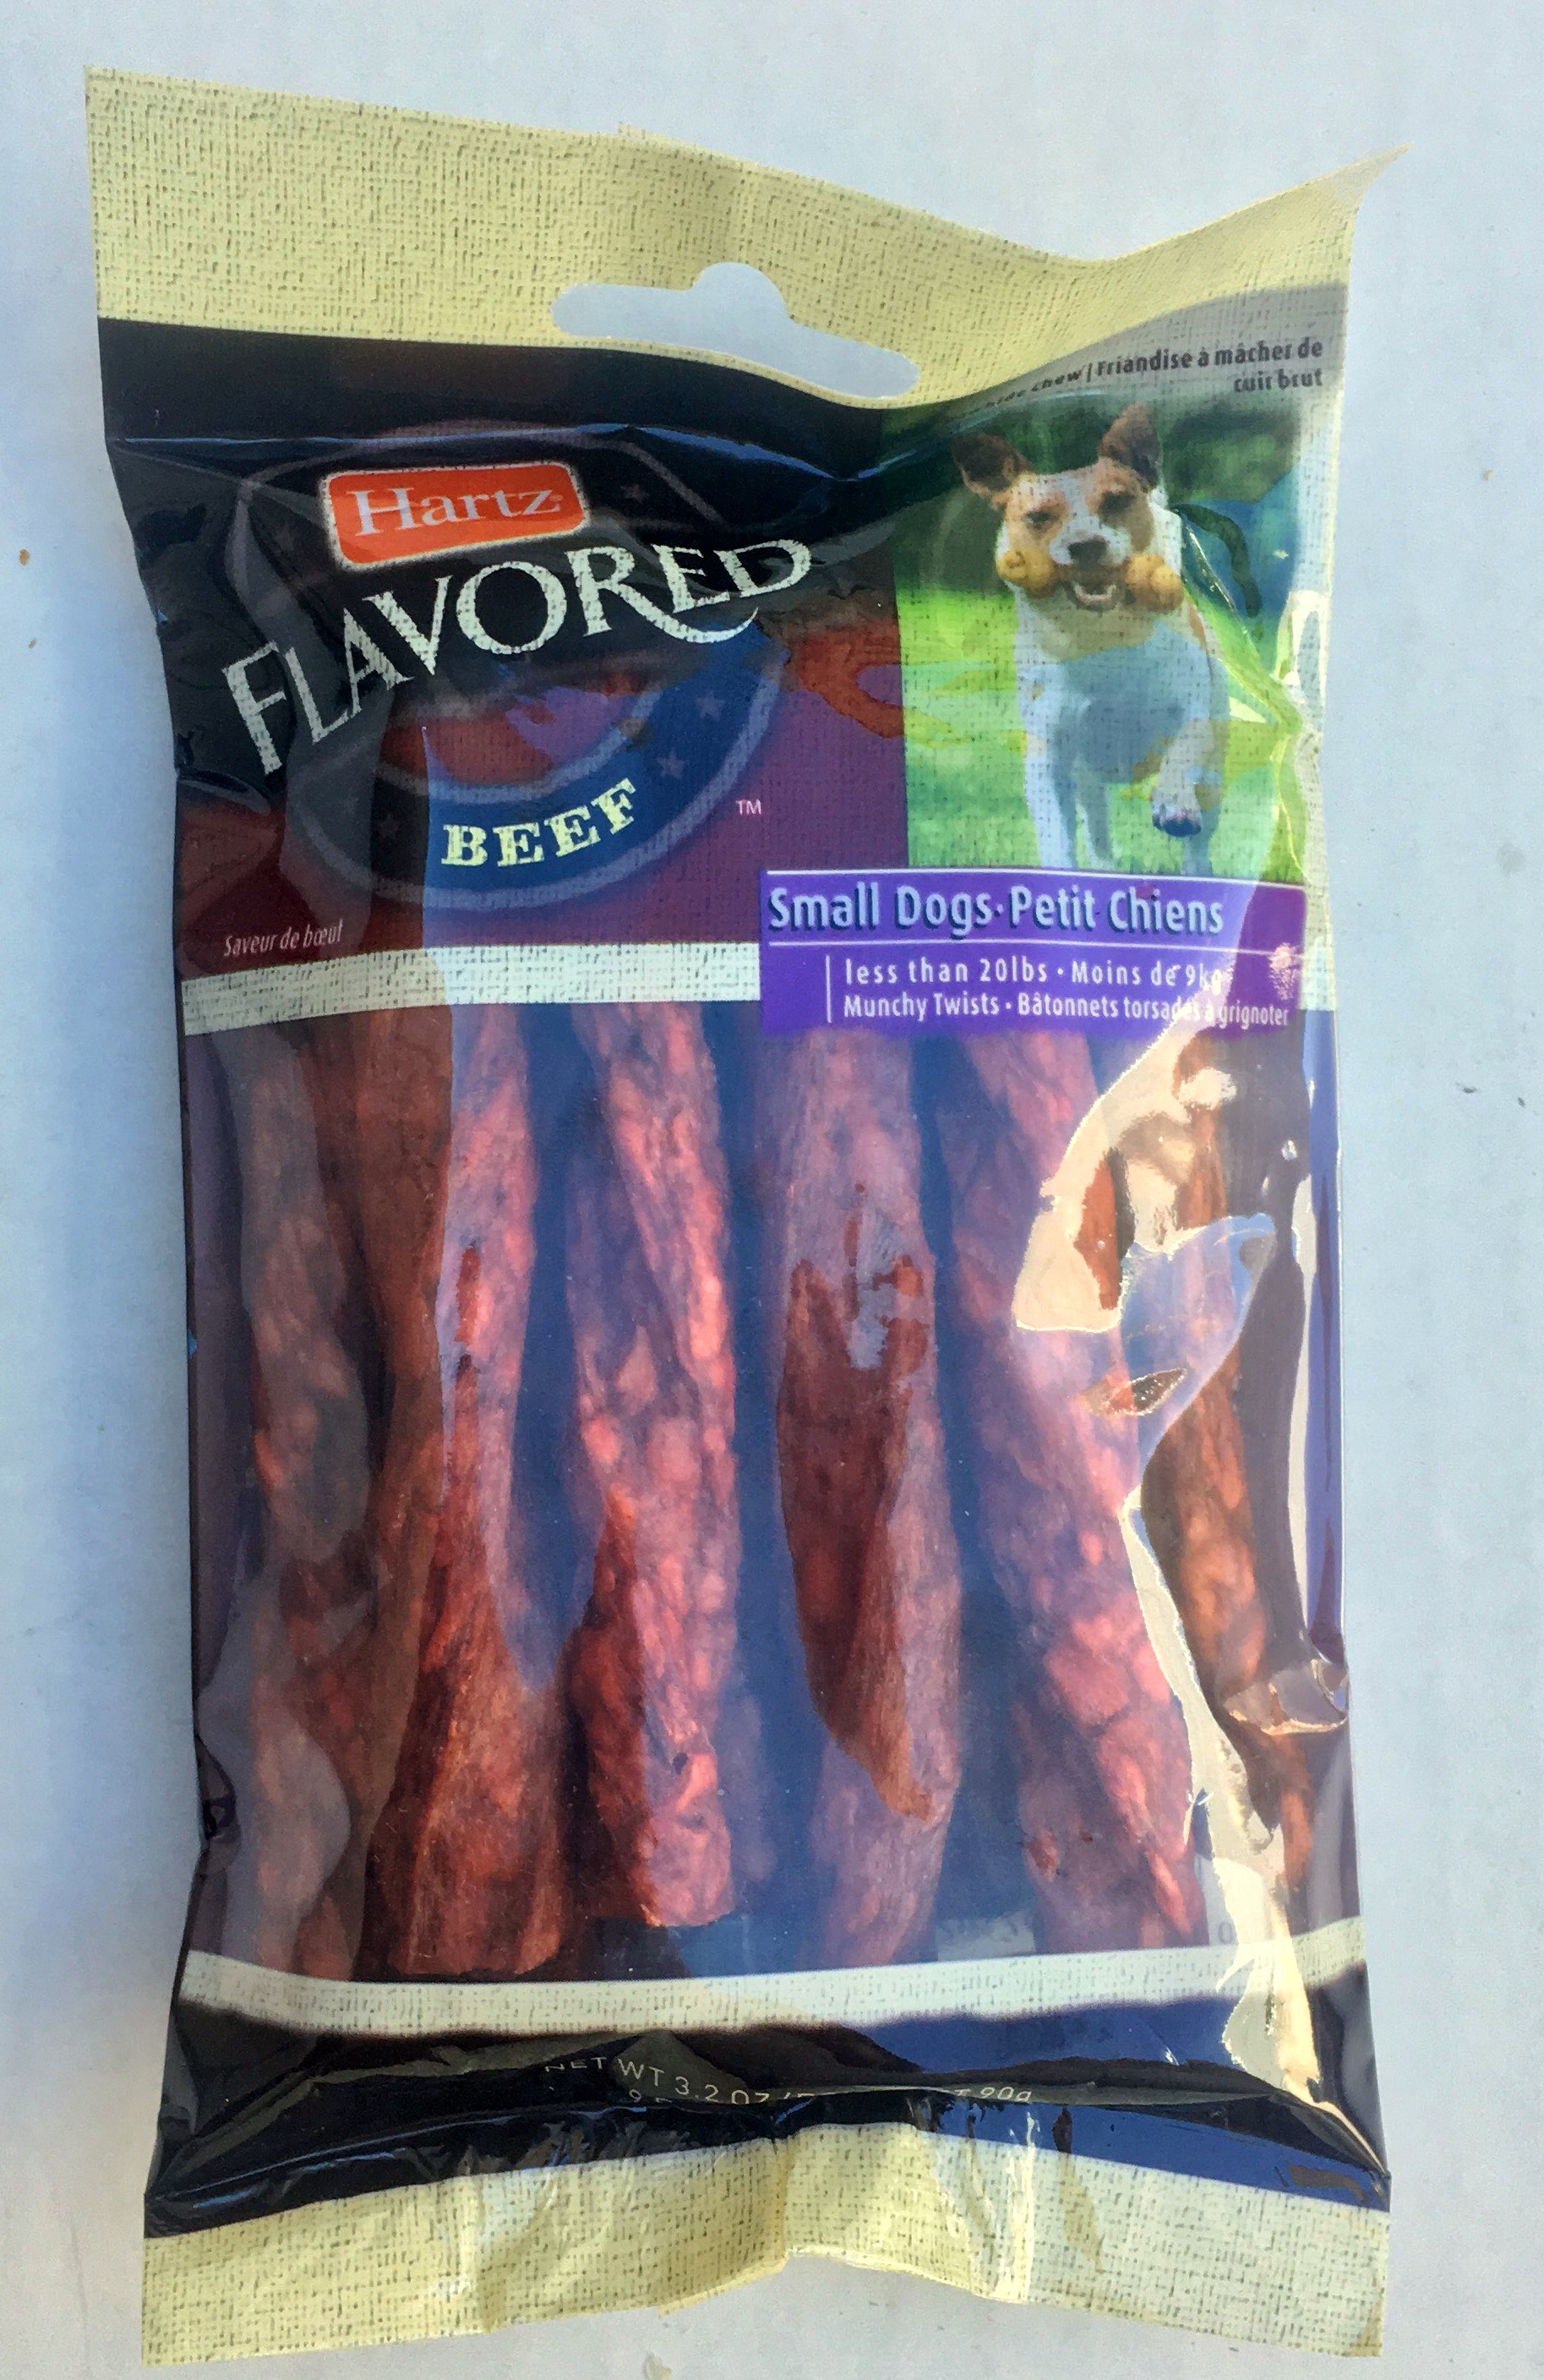 chew | Friandise à mâcher de
cuir brut
Hartz
FLAVORED
BEEF
™
Saveur de bœuf
Small Dogs·Petit Chiens
less than 20lbs • Moins de 9kg
Munchy Twists • Bâtonnets torsadés à grignoter
NET WT 3.2 OZ
90g